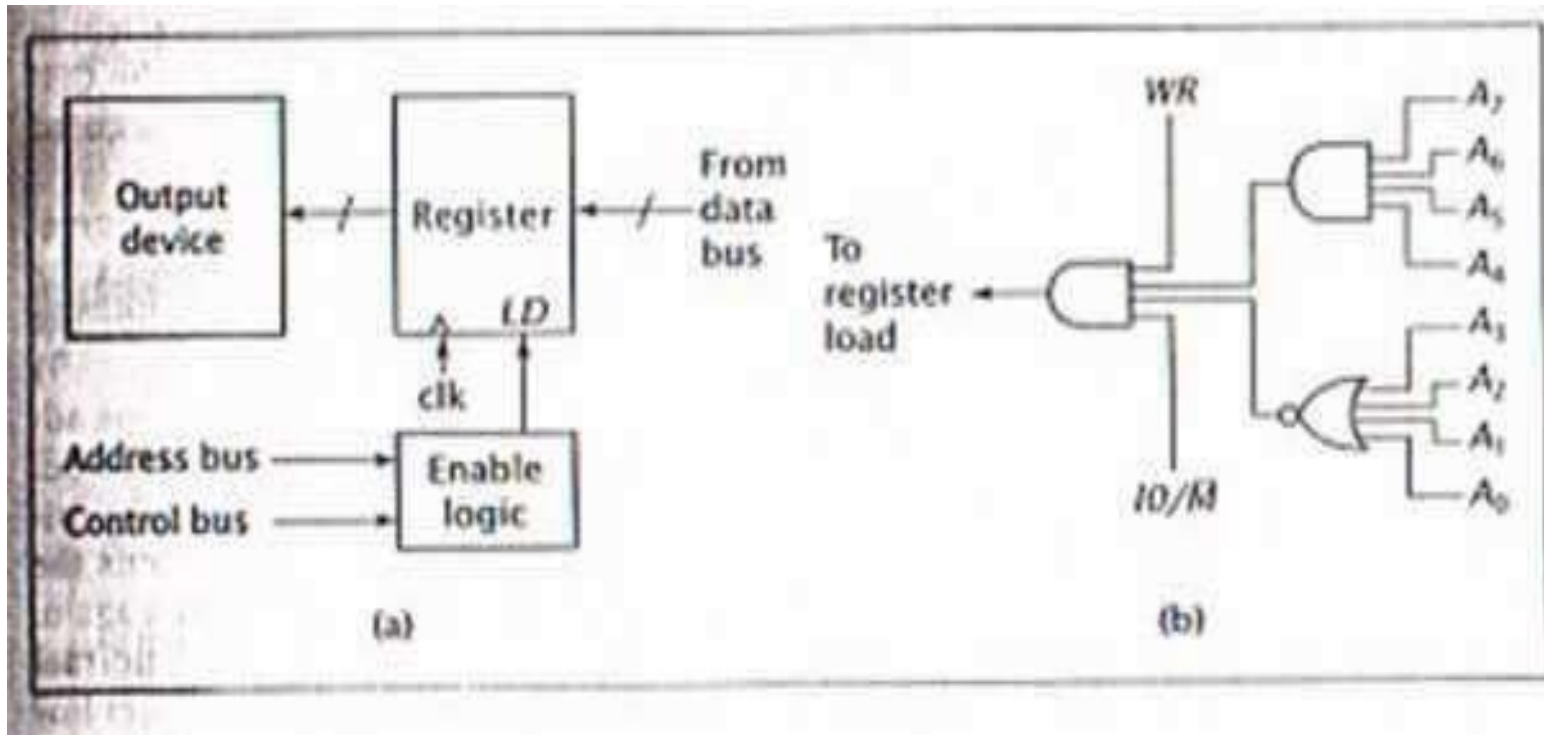 Output
device
Register
LD
clk
From
data
bus
Address bus
Control bus
Enable
logic
(a)
WR
To
register
load
IO/M̅
A₇
A₆
A₅
A₄
A₃
A₂
A₁
A₀
(b)